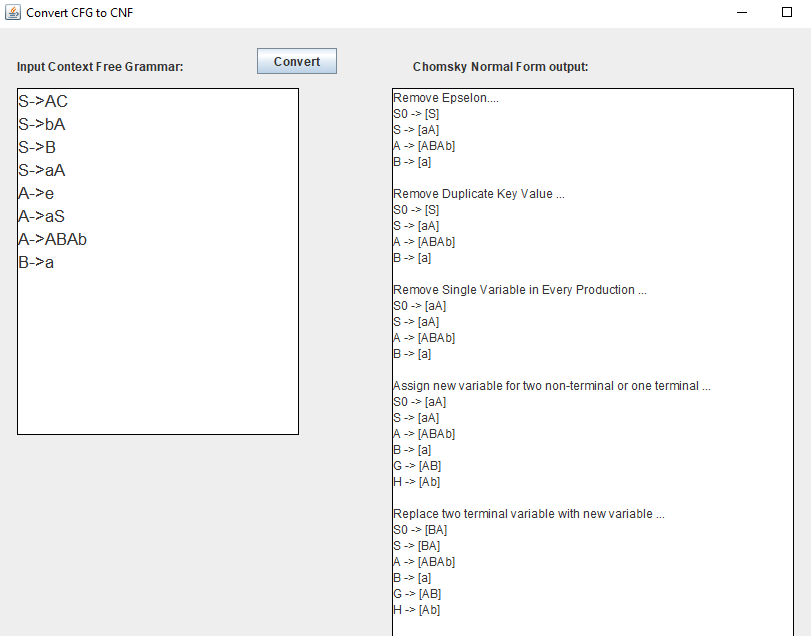 Convert CFG to CNF
Input Context Free Grammar:
Convert
Chomsky Normal Form output:
S->AC
S->bA
S->B
S->aA
A->e
A->aS
A->ABAb
B->a
Remove Epselon....
S0 -> [S]
S -> [aA]
A -> [ABAb]
B -> [a]
Remove Duplicate Key Value ...
S0 -> [S]
S -> [aA]
A -> [ABAb]
B -> [a]
Remove Single Variable in Every Production ...
S0 -> [aA]
S -> [aA]
A -> [ABAb]
B -> [a]
Assign new variable for two non-terminal or one terminal ...
S0 -> [aA]
S -> [aA]
A -> [ABAb]
B -> [a]
G -> [AB]
H -> [Ab]
Replace two terminal variable with new variable ...
S0 -> [BA]
S -> [BA]
A -> [ABAb]
B -> [a]
G -> [AB]
H -> [Ab]